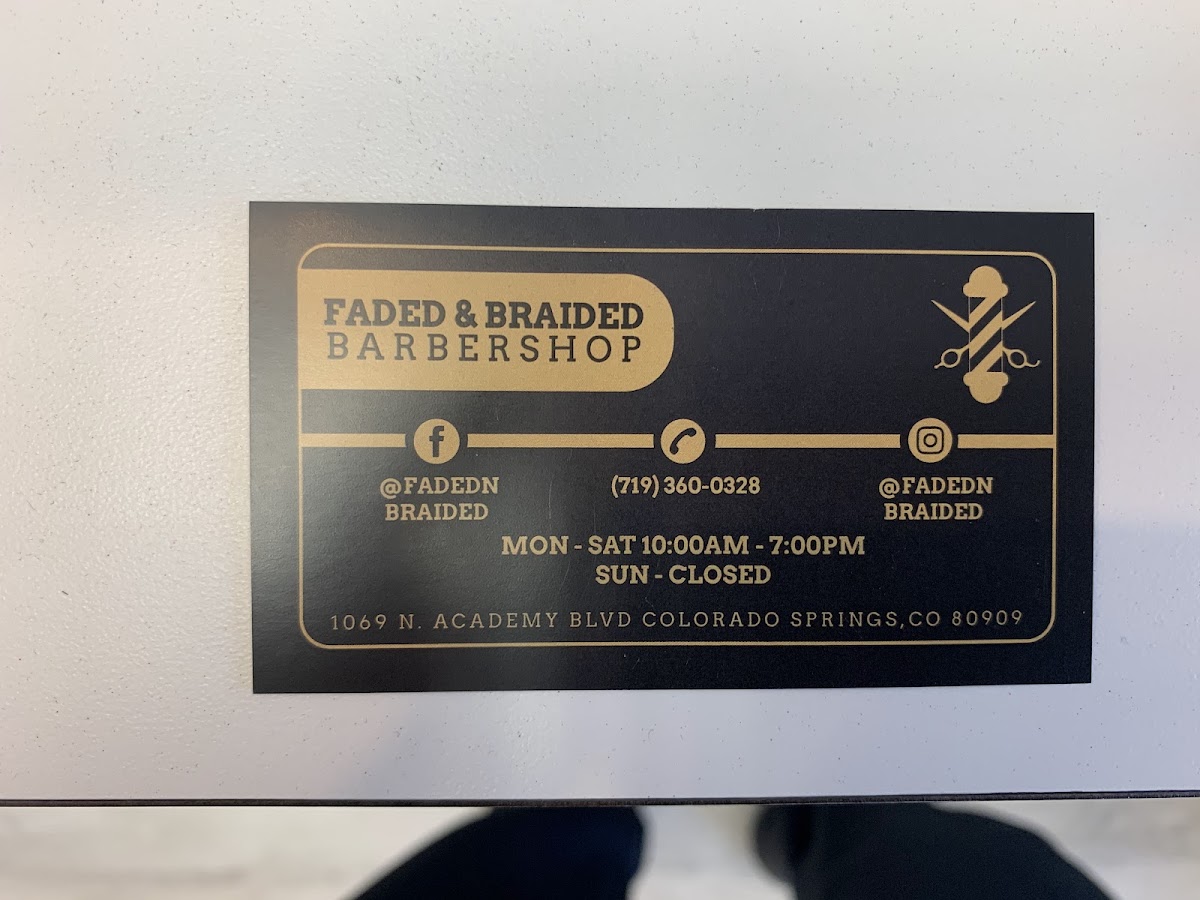 FADED & BRAIDED
BARBERSHOP
@FADEDN
BRAIDED
(719) 360-0328
@FADEDN
BRAIDED
MON - SAT 10:00AM - 7:00PM
SUN - CLOSED
1069 N. ACADEMY BLVD COLORADO SPRINGS,CO 80909